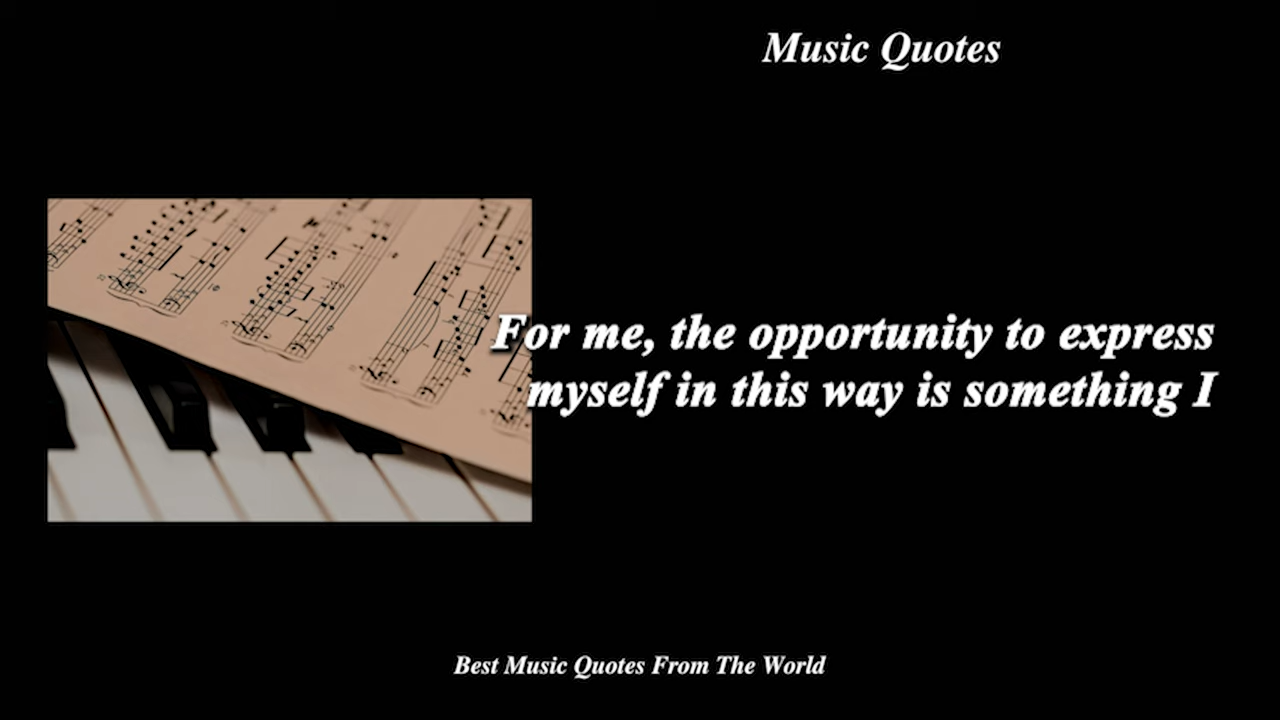 Music Quotes
For me, the opportunity to express
myself in this way is something I
Best Music Quotes From The World